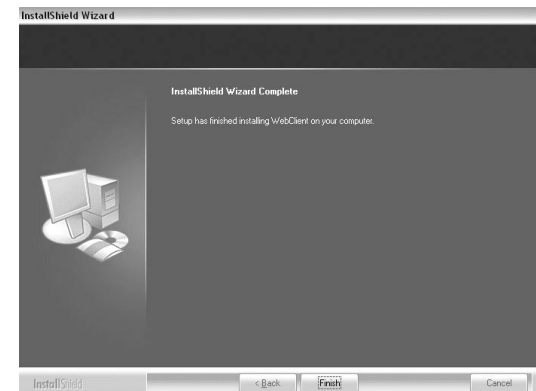 InstallShield Wizard
InstallShield Wizard Complete
Setup has finished installing WebClient on your computer.
InstallShield
< Back
Finish
Cancel